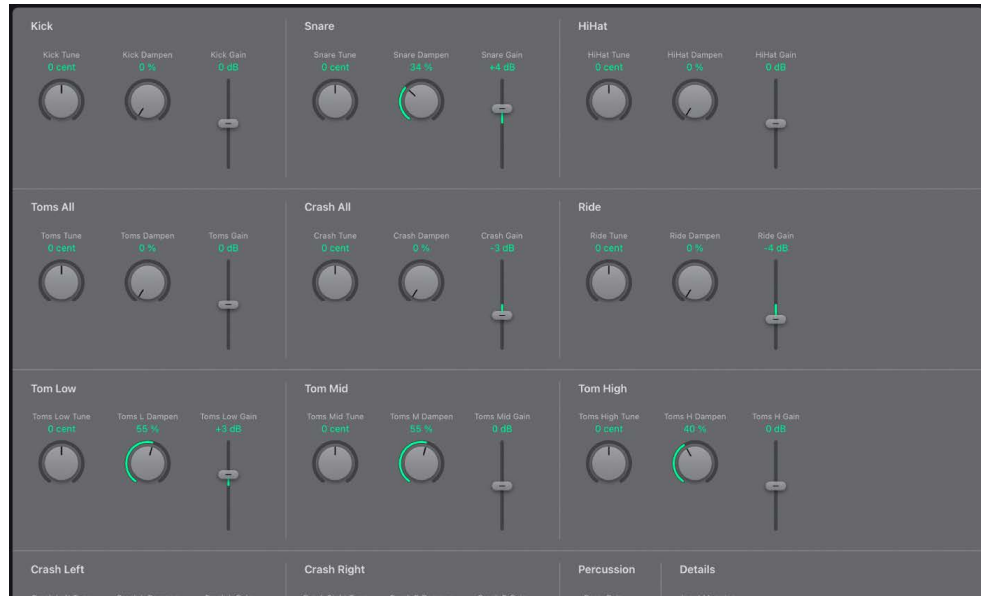 Kick
Snare
HiHat
Kick Tune Kick Dampen Kick Gain
0 cent 0 % 0 dB
Snare Tune Snare Dampen Snare Gain
0 cent 34 % +4 dB
HiHat Tune HiHat Dampen HiHat Gain
0 cent 0 % 0 dB
Toms All
Crash All
Ride
Toms Tune Toms Dampen Toms Gain
0 cent 0 % 0 dB
Crash Tune Crash Dampen Crash Gain
0 cent 0 % -3 dB
Ride Tune Ride Dampen Ride Gain
0 cent 0 % -4 dB
Tom Low
Tom Mid
Tom High
Toms Low Tune Toms L Dampen Toms Low Gain
0 cent 55 % +3 dB
Toms Mid Tune Toms M Dampen Toms Mid Gain
0 cent 55 % 0 dB
Toms High Tune Toms H Dampen Toms H Gain
0 cent 40 % 0 dB
Crash Left
Crash Right
Percussion
Details